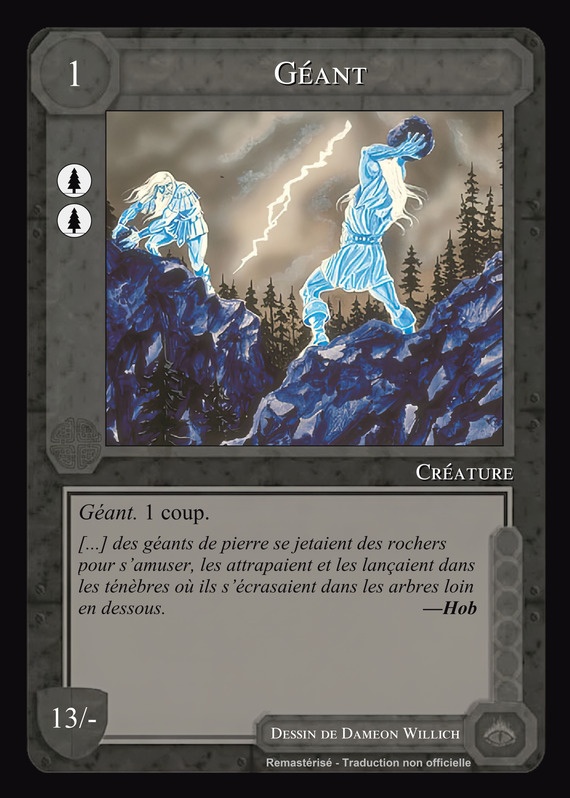 1
GÉANT
CRÉATURE
Géant. 1 coup.
[...] des géants de pierre se jetaient des rochers
pour s’amuser, les attrapaient et les lançaient dans
les ténèbres où ils s’écrasaient dans les arbres loin
en dessous. —Hob
13/-
DESSIN DE DAMEON WILLICH
Remastérisé - Traduction non officielle